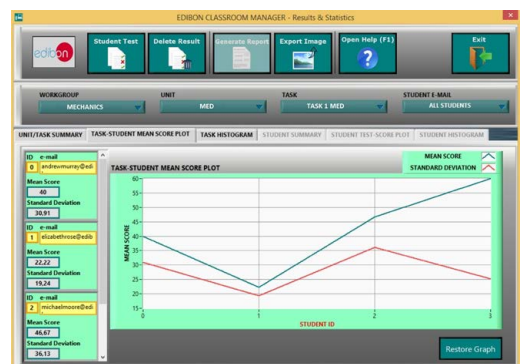 EDIBON CLASSROOM MANAGER - Results & Statistics
edibon
Student Test
Delete Result
Generate Report
Export Image
Open Help (F1)
Exit
WORKGROUP
UNIT
TASK
STUDENT E-MAIL
MECHANICS
MED
TASK 1 MED
ALL STUDENTS
UNIT/TASK SUMMARY
TASK-STUDENT MEAN SCORE PLOT
TASK HISTOGRAM
STUDENT SUMMARY
STUDENT TEST-SCORE PLOT
STUDENT HISTOGRAM
ID e-mail
0 andrewmurray@edi
Mean Score
40
Standard Deviation
30,91
ID e-mail
1 elizabethrose@edib
Mean Score
22,22
Standard Deviation
19,24
ID e-mail
2 michaelmoore@edi
Mean Score
46,67
Standard Deviation
36,13
TASK-STUDENT MEAN SCORE PLOT
MEAN SCORE
STANDARD DEVIATION
MEAN SCORE
60
55
50
45
40
35
30
25
20
15
0
1
2
3
STUDENT ID
Restore Graph